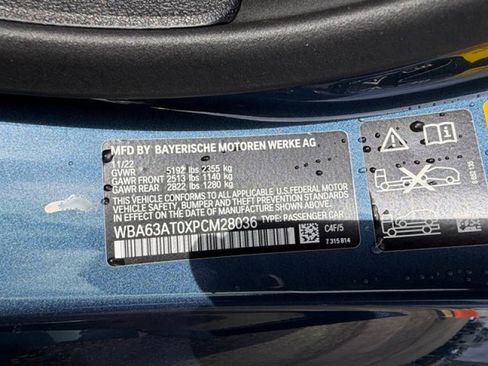 MFD BY BAYERISCHE MOTOREN WERKE AG
11/22
GVWR 5192 lbs 2355 kg
GAWR FRONT 2513 lbs 1140 kg
GAWR REAR 2822 lbs 1280 kg
THIS VEHICLE CONFORMS TO ALL APPLICABLE U.S. FEDERAL
MOTOR VEHICLE SAFETY, BUMPER, AND THEFT PREVENTION
STANDARDS IN EFFECT ON THE DATE OF MANUFACTURE SHOWN ABOVE.
WBA63AT0XPCM28036 TYPE: PASSENGER CAR
C4F/5
7 315 814